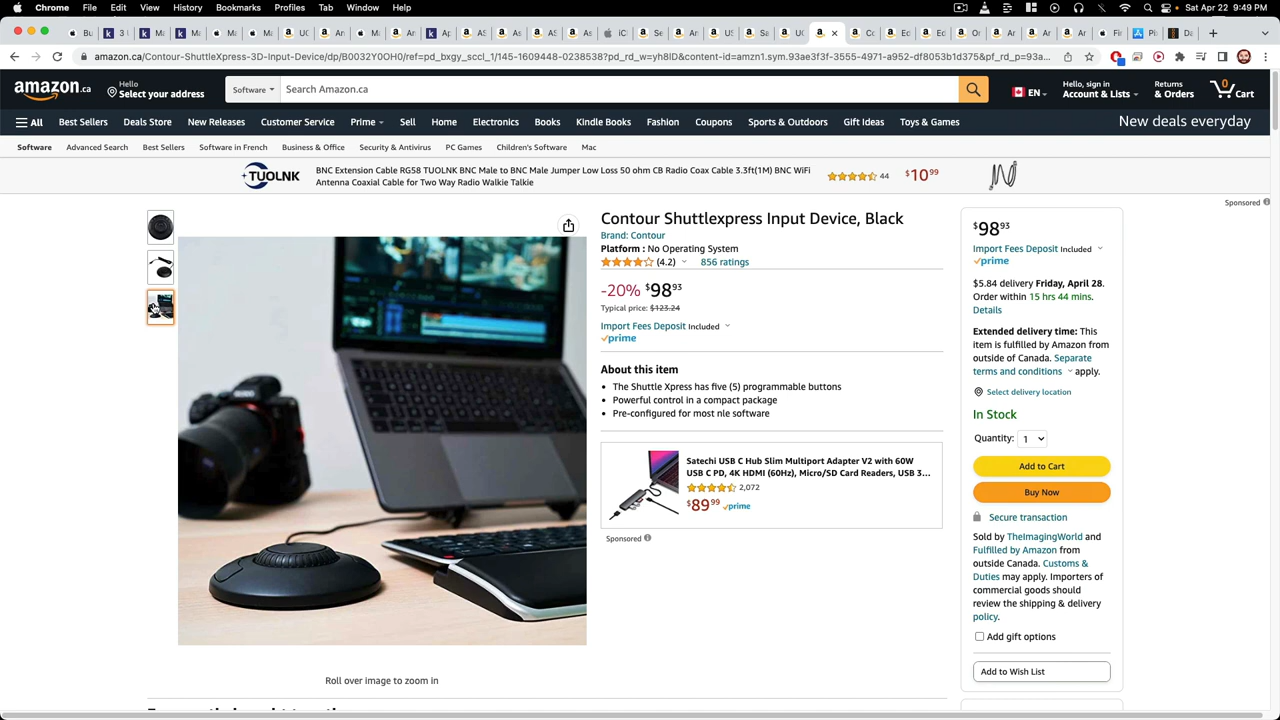 Chrome File Edit View History Bookmarks Profiles Tab Window Help Sat Apr 22 9:49 PM
amazon.ca/Contour-ShuttleXpress-3D-Input-Device/dp/B0032Y0OH0/ref=pd_bxgy_sccl_1/145-1609448-0238538?pd_rd_w=yh8lD&content-id=amzn1.sym.93ae3f3f-3555-4971-a952-df8053b1d375&pf_rd_p=93a...
amazon.ca
Hello
Select your address
Software
Search Amazon.ca
EN
Hello, sign in
Account & Lists
Returns
& Orders
0
Cart
All Best Sellers Deals Store New Releases Customer Service Prime Sell Home Electronics Books Kindle Books Fashion Coupons Sports & Outdoors Gift Ideas Toys & Games New deals everyday
Software Advanced Search Best Sellers Software in French Business & Office Security & Antivirus PC Games Children's Software Mac
TUOLNK
BNC Extension Cable RG58 TUOLNK BNC Male to BNC Male Jumper Low Loss 50 ohm CB Radio Coax Cable 3.3ft(1M) BNC WiFi
Antenna Coaxial Cable for Two Way Radio Walkie Talkie
44
$10.99
Sponsored
Contour Shuttlexpress Input Device, Black
Brand: Contour
Platform : No Operating System
(4.2) 856 ratings
-20% $98.93
Typical price: $123.24
Import Fees Deposit Included
prime
About this item
• The Shuttle Xpress has five (5) programmable buttons
• Powerful control in a compact package
• Pre-configured for most nle software
Satechi USB C Hub Slim Multiport Adapter V2 with 60W
USB C PD, 4K HDMI (60Hz), Micro/SD Card Readers, USB 3...
2,072
$89.99 prime
Sponsored
Roll over image to zoom in
$98.93
Import Fees Deposit Included
prime
$5.84 delivery Friday, April 28.
Order within 15 hrs 44 mins.
Details
Extended delivery time: This
item is fulfilled by Amazon from
outside of Canada. Separate
terms and conditions apply.
Select delivery location
In Stock
Quantity: 1
Add to Cart
Buy Now
Secure transaction
Sold by TheImagingWorld and
Fulfilled by Amazon from
outside Canada. Customs &
Duties may apply. Importers of
commercial goods should
review the shipping & delivery
policy.
Add gift options
Add to Wish List